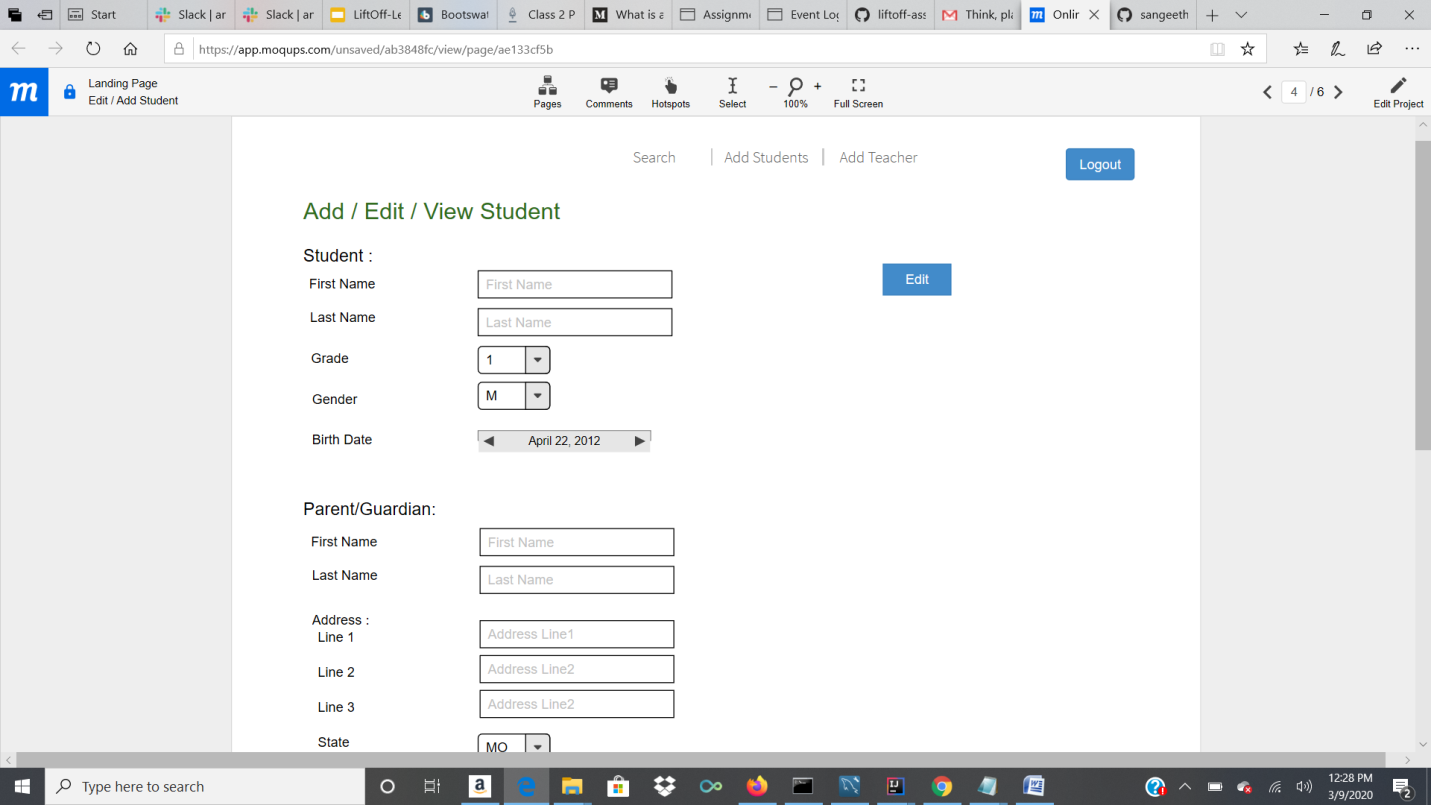 Start
Slack | ar
Slack | ar
LiftOff-Le
Bootswat
Class 2 P
What is a
Assignme
Event Log
liftoff-ass
Think, pla
Onlir
sangeeth
https://app.moqups.com/unsaved/ab3848fc/view/page/ae133cf5b
m
Landing Page
Edit / Add Student
Pages
Comments
Hotspots
Select
100%
Full Screen
4 / 6
Edit Project
Search | Add Students | Add Teacher
Logout
Add / Edit / View Student
Student :
Edit
First Name First Name
Last Name Last Name
Grade 1
Gender M
Birth Date April 22, 2012
Parent/Guardian:
First Name First Name
Last Name Last Name
Address :
Line 1 Address Line1
Line 2 Address Line2
Line 3 Address Line2
State MO
Type here to search
12:28 PM
3/9/2020
2